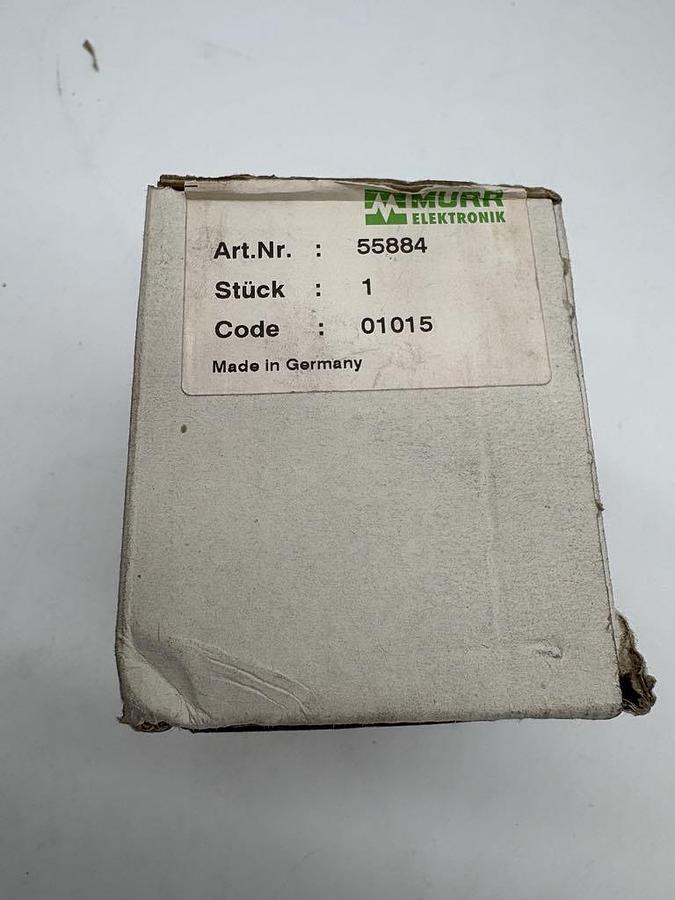 MURR
ELEKTRONIK
Art.Nr. : 55884
Stück : 1
Code : 01015
Made in Germany